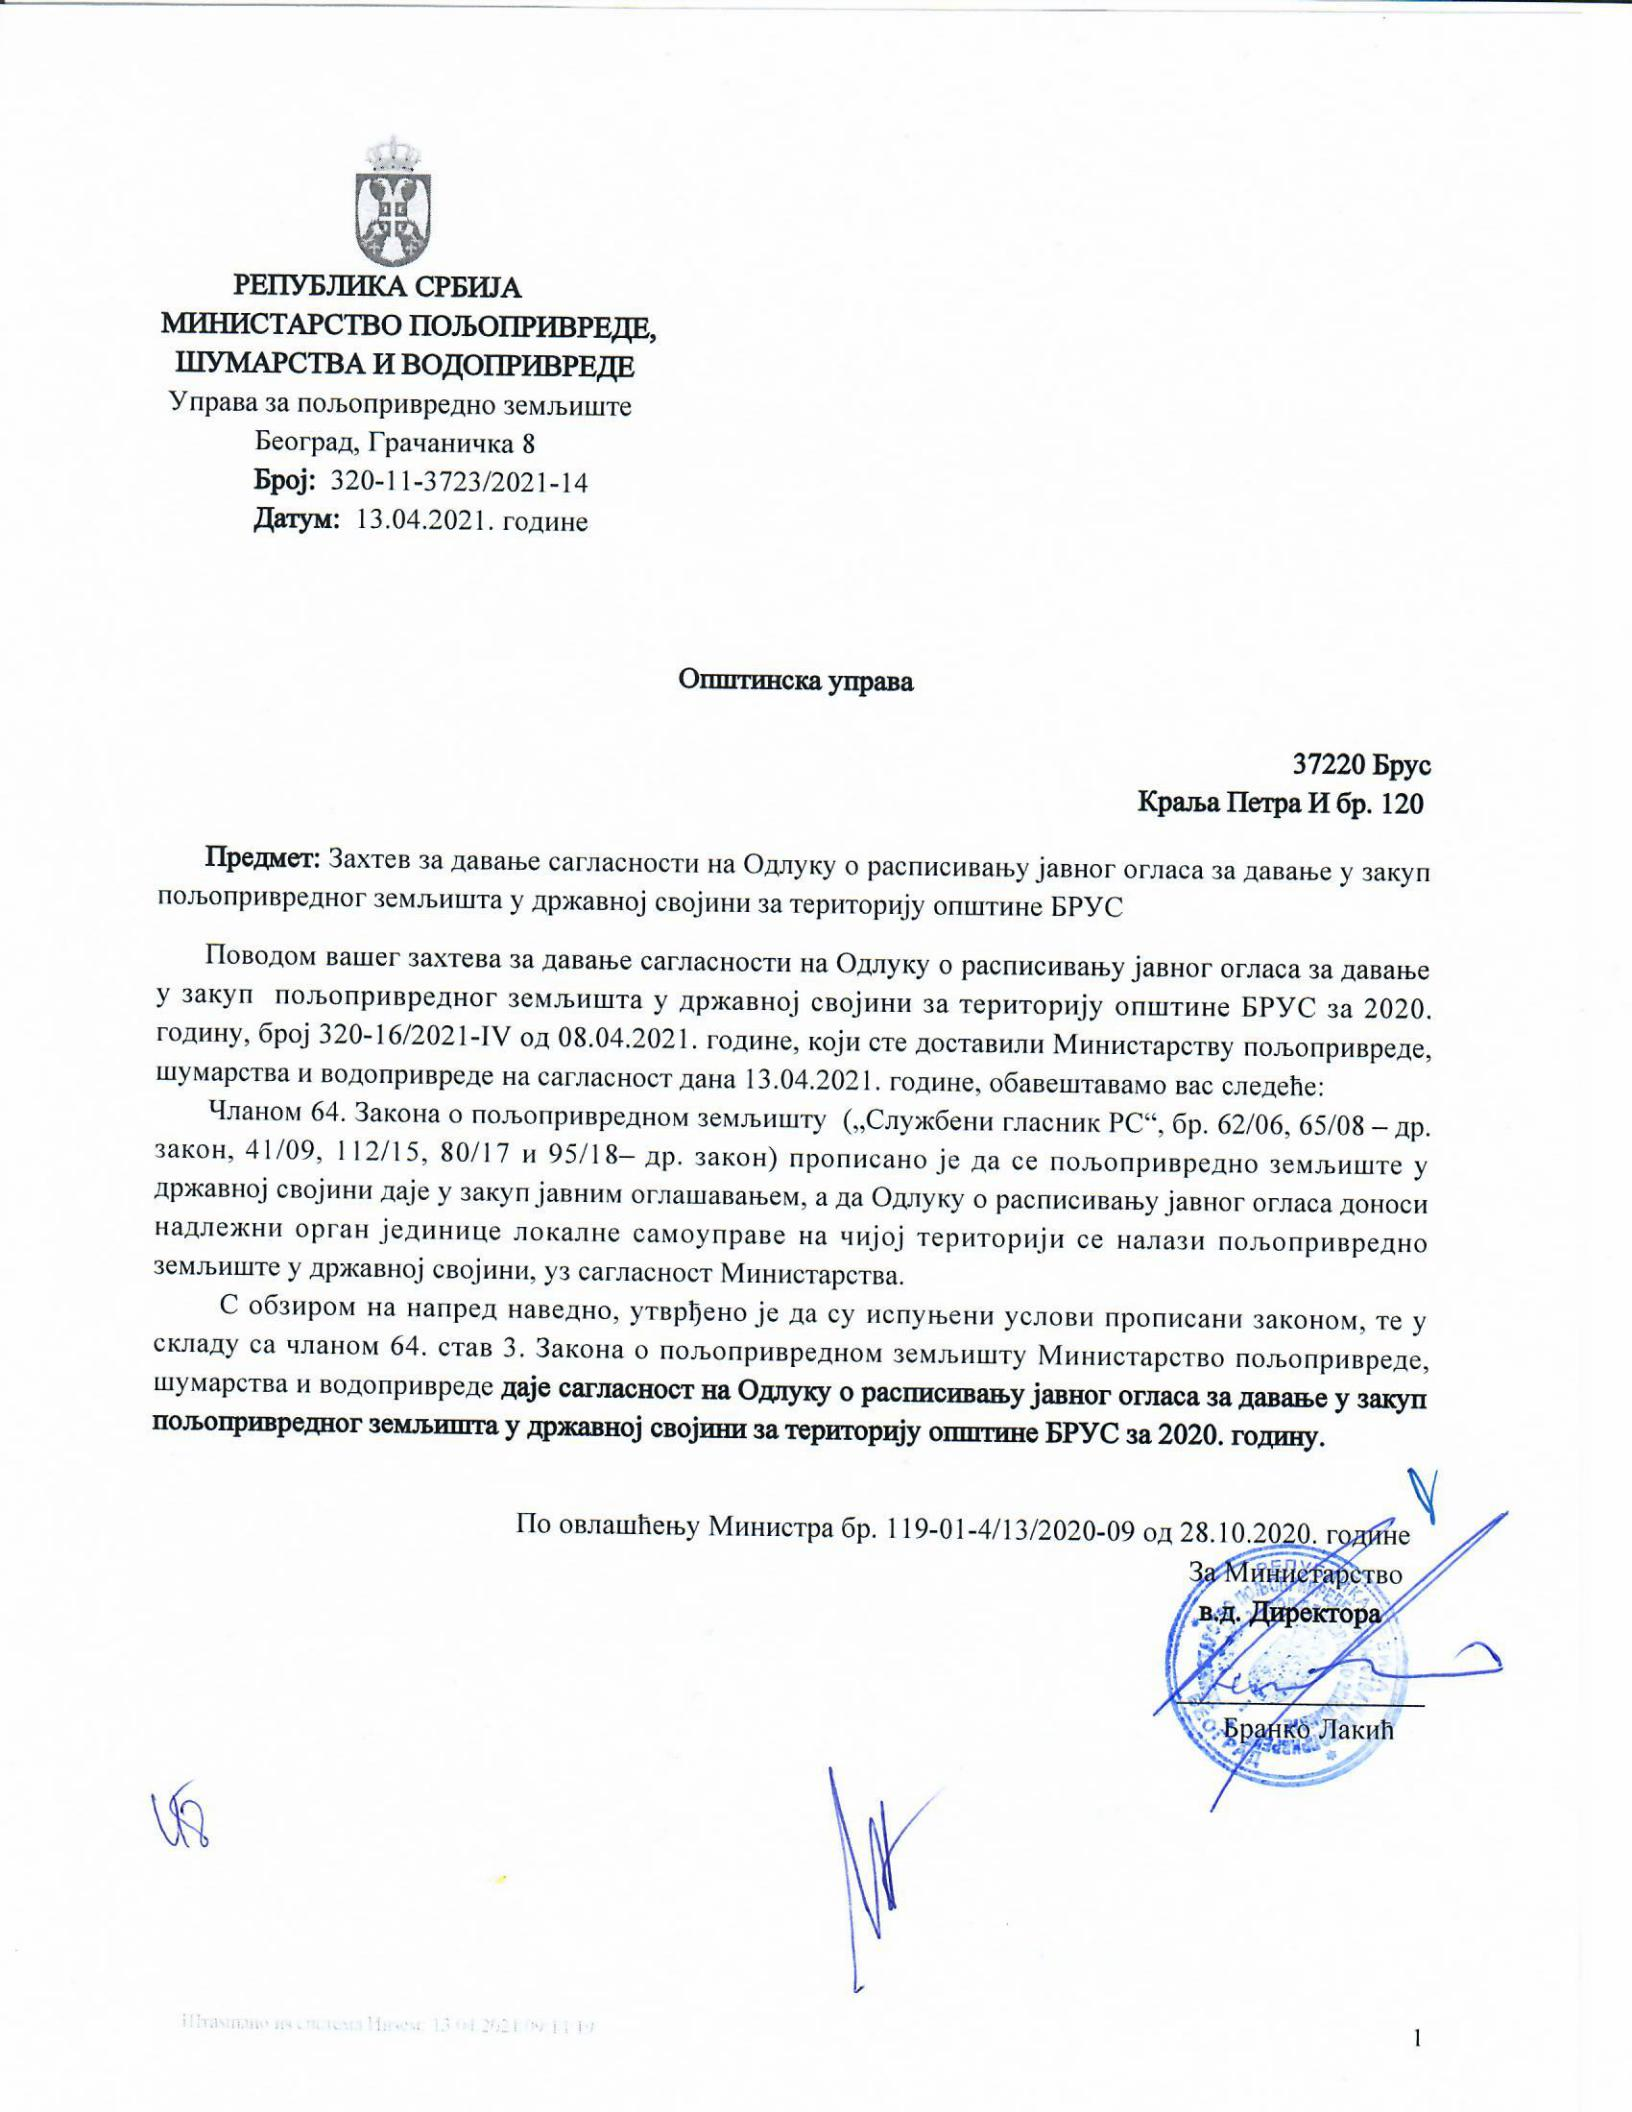 РЕПУБЛИКА СРБИЈА
МИНИСТАРСТВО ПОЉОПРИВРЕДЕ,
ШУМАРСТВА И ВОДОПРИВРЕДЕ
Управа за пољопривредно земљиште
Београд, Грачаничка 8
Број: 320-11-3723/2021-14
Датум: 13.04.2021. године
Општинска управа
37220 Брус
Краља Петра И бр. 120
Предмет: Захтев за давање сагласности на Одлуку о расписивању јавног огласа за давање у закуп
пољопривредног земљишта у државној својини за територију општине БРУС
Поводом вашег захтева за давање сагласности на Одлуку о расписивању јавног огласа за давање
у закуп пољопривредног земљишта у државној својини за територију општине БРУС за 2020.
годину, број 320-16/2021-IV од 08.04.2021. године, који сте доставили Министарству пољопривреде,
шумарства и водопривреде на сагласност дана 13.04.2021. године, обавештавамо вас следеће:
Чланом 64. Закона о пољопривредном земљишту („Службени гласник РС“, бр. 62/06, 65/08 – др.
закон, 41/09, 112/15, 80/17 и 95/18– др. закон) прописано је да се пољопривредно земљиште у
државној својини даје у закуп јавним оглашавањем, а да Одлуку о расписивању јавног огласа доноси
надлежни орган јединице локалне самоуправе на чијој територији се налази пољопривредно
земљиште у државној својини, уз сагласност Министарства.
С обзиром на напред наведно, утврђено је да су испуњени услови прописани законом, те у
складу са чланом 64. став 3. Закона о пољопривредном земљишту Министарство пољопривреде,
шумарства и водопривреде даје сагласност на Одлуку о расписивању јавног огласа за давање у закуп
пољопривредног земљишта у државној својини за територију општине БРУС за 2020. годину.
По овлашћењу Министра бр. 119-01-4/13/2020-09 од 28.10.2020. године
За Министарство
в.д. Директора
Бранко Лакић
БЕОГРАД
Штампано из система 13.04.2021
1